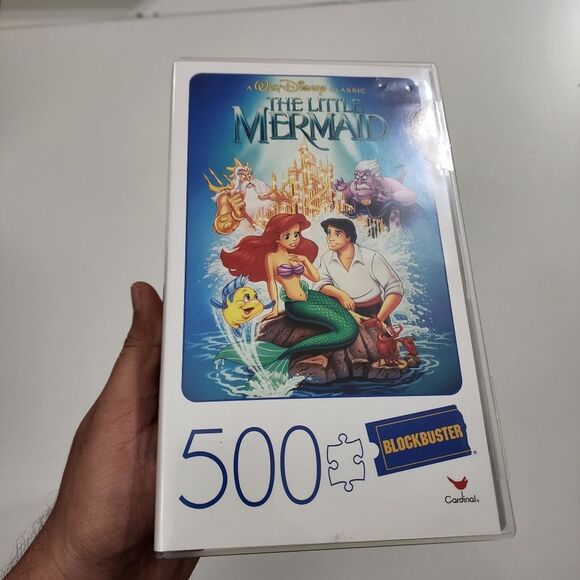 A Walt Disney CLASSIC
THE LITTLE
MERMAID
500
BLOCKBUSTER®
Cardinal®